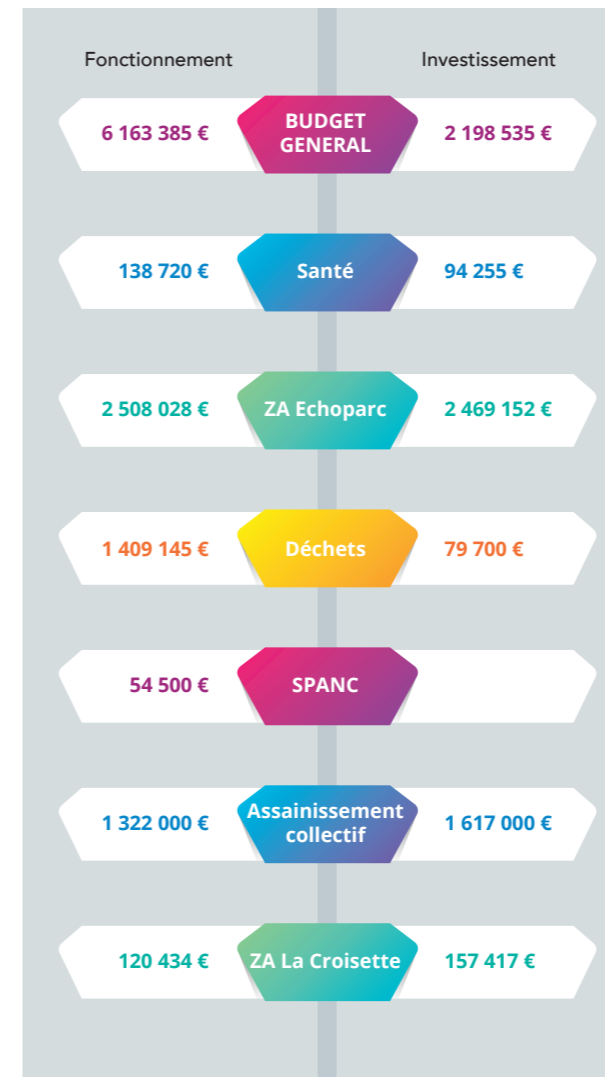 Fonctionnement Investissement
6 163 385 € BUDGET GENERAL 2 198 535 €
138 720 € Santé 94 255 €
2 508 028 € ZA Echoparc 2 469 152 €
1 409 145 € Déchets 79 700 €
54 500 € SPANC
1 322 000 € Assainissement collectif 1 617 000 €
120 434 € ZA La Croisette 157 417 €